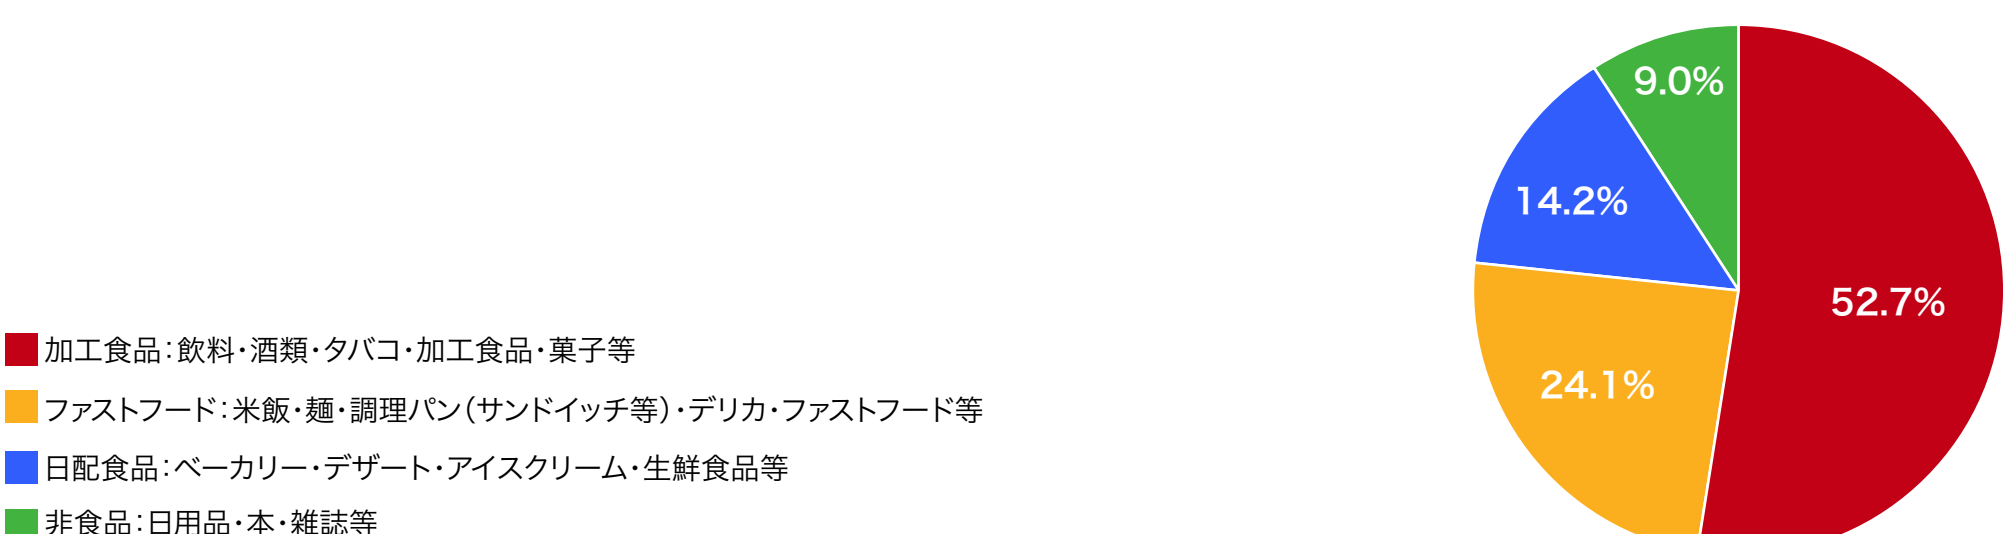 9.0%
14.2%
52.7%
24.1%
加工食品：飲料・酒類・タバコ・加工食品・菓子等
ファストフード：米飯・麺・調理パン（サンドイッチ等）・デリカ・ファストフード等
日配食品：ベーカリー・デザート・アイスクリーム・生鮮食品等
非食品：日用品・本・雑誌等